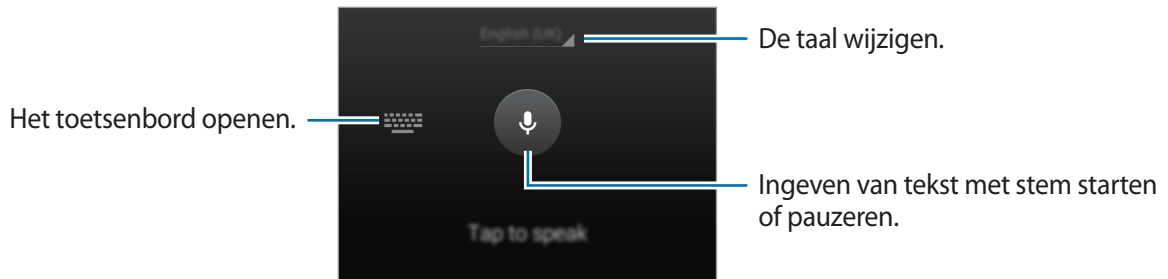 English (UK)
De taal wijzigen.
Het toetsenbord openen.
Ingeven van tekst met stem starten
of pauzeren.
Tap to speak